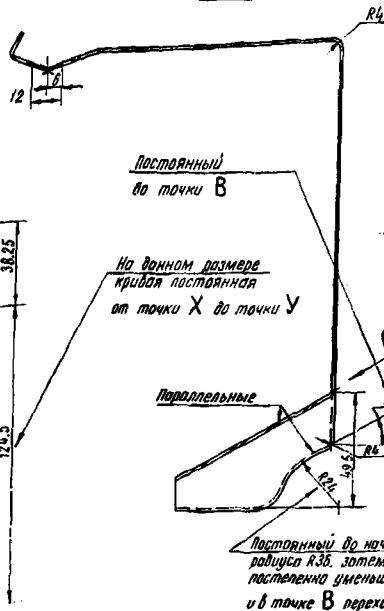 R4
6
12
Постоянный
до точки В
38.25
На данном размере
кривая постоянная
от точки X до точки У
124.5
Параллельные
R4
49.5
R24
Постоянный до нач
радиуса R36, затем
постепенно уменьш
и в точке В перех